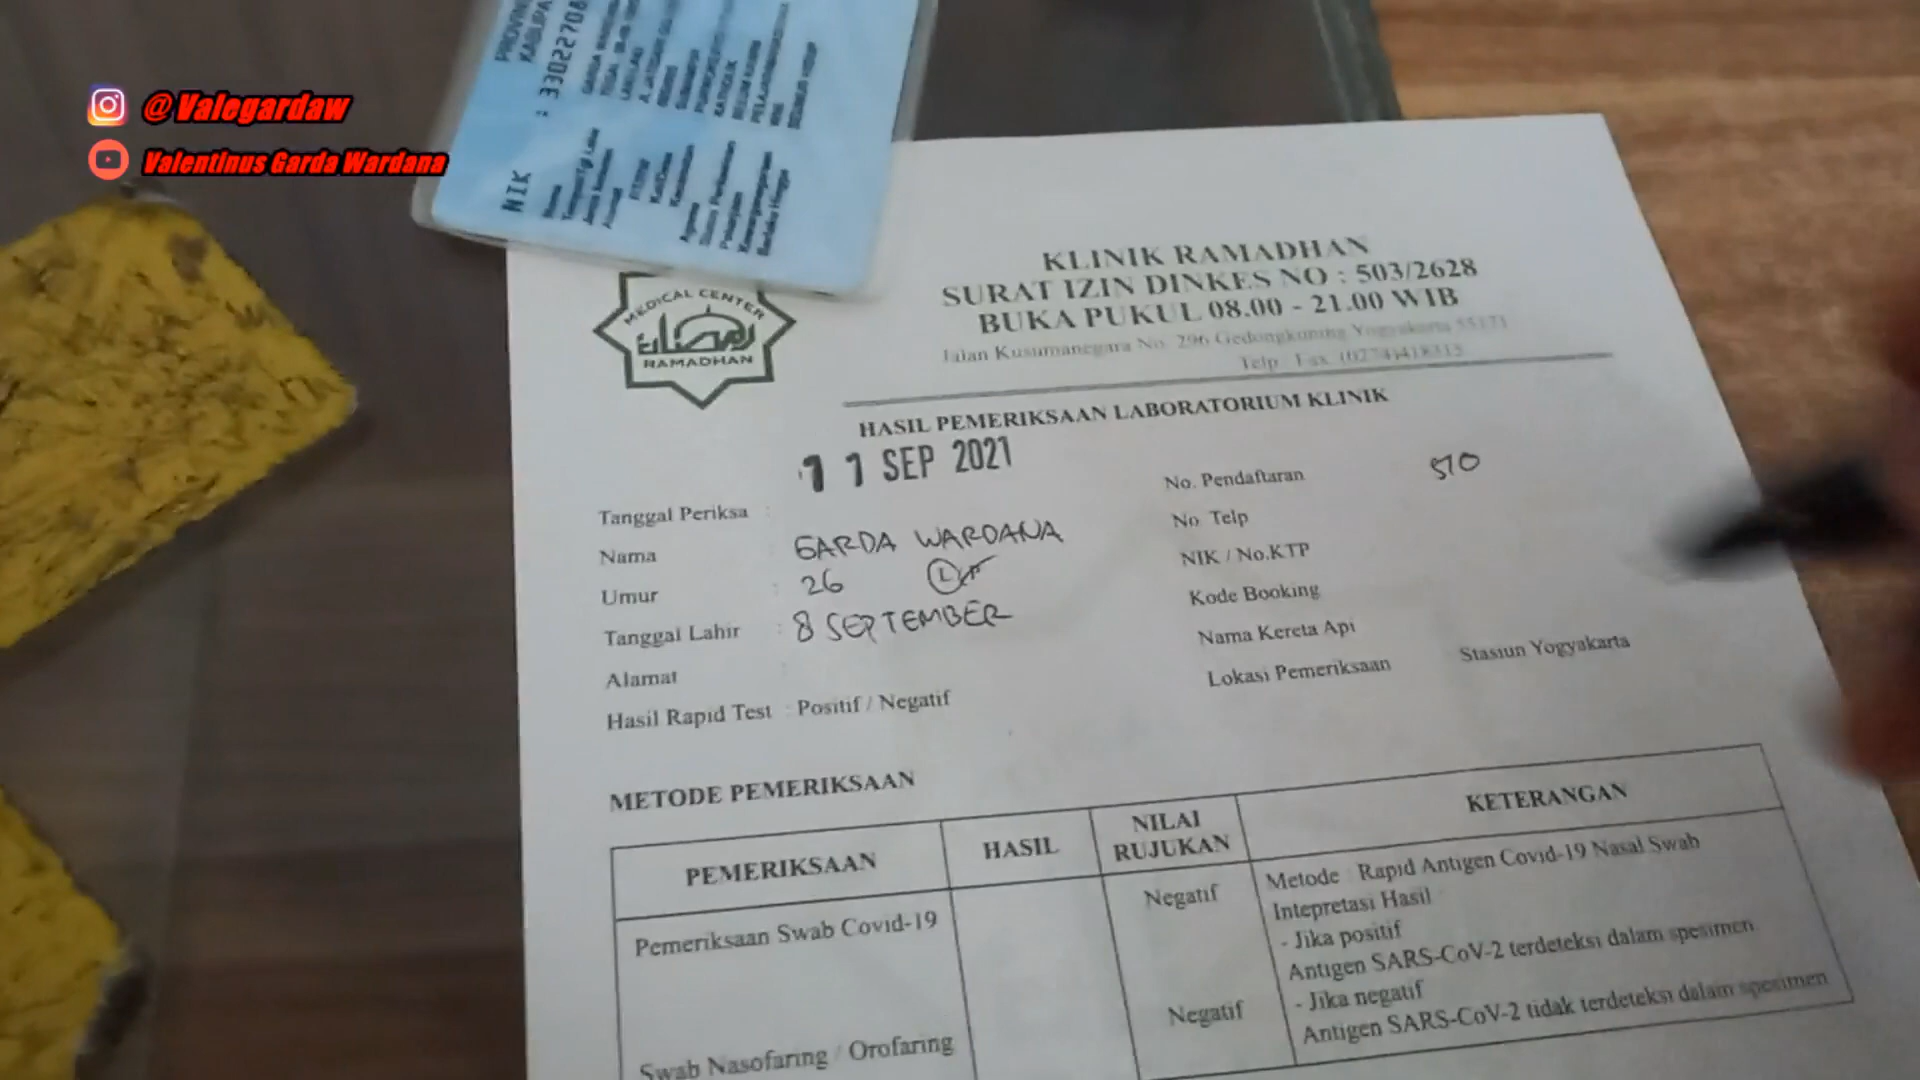 @Valegardaw
Valentinus Garda Wardana
NIK
MEDICAL CENTER
RAMADHAN
KLINIK RAMADHAN
SURAT IZIN DINKES NO : 503/2628
BUKA PUKUL 08.00 - 21.00 WIB
Jalan Kusumanegara No. 296 Gedongkuning Yogyakarta 55171
Telp / Fax.
HASIL PEMERIKSAAN LABORATORIUM KLINIK
Tanggal Periksa : 11 SEP 2021
Nama GARDA WARDANA
Umur : 26 L/P
Tanggal Lahir : 8 SEPTEMBER
Alamat
Hasil Rapid Test : Positif / Negatif
No. Pendaftaran 510
No. Telp
NIK / No.KTP
Kode Booking
Nama Kereta Api
Lokasi Pemeriksaan Stasiun Yogyakarta
METODE PEMERIKSAAN
PEMERIKSAAN HASIL NILAI RUJUKAN KETERANGAN
Pemeriksaan Swab Covid-19 Negatif
Swab Nasofaring / Orofaring Negatif
Metode : Rapid Antigen Covid-19 Nasal Swab
Intepretasi Hasil
- Jika positif
Antigen SARS-CoV-2 terdeteksi dalam spesimen
- Jika negatif
Antigen SARS-CoV-2 tidak terdeteksi dalam spesimen